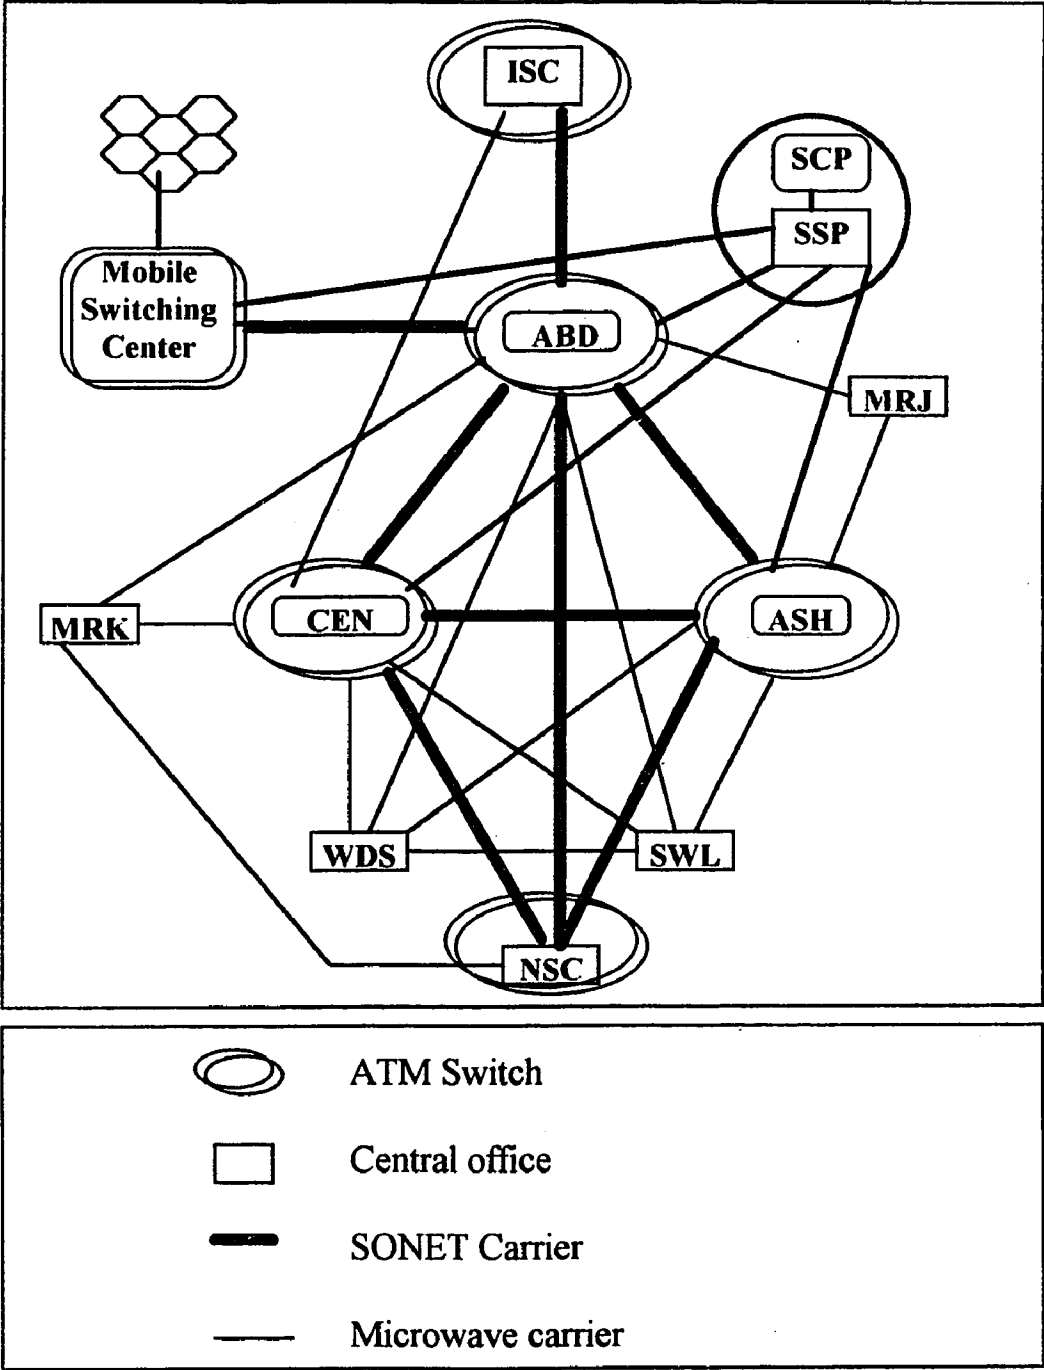 ISC
SCP
SSP
Mobile
Switching
Center
ABD
MRJ
MRK
CEN
ASH
WDS
SWL
NSC
ATM Switch
Central office
SONET Carrier
Microwave carrier